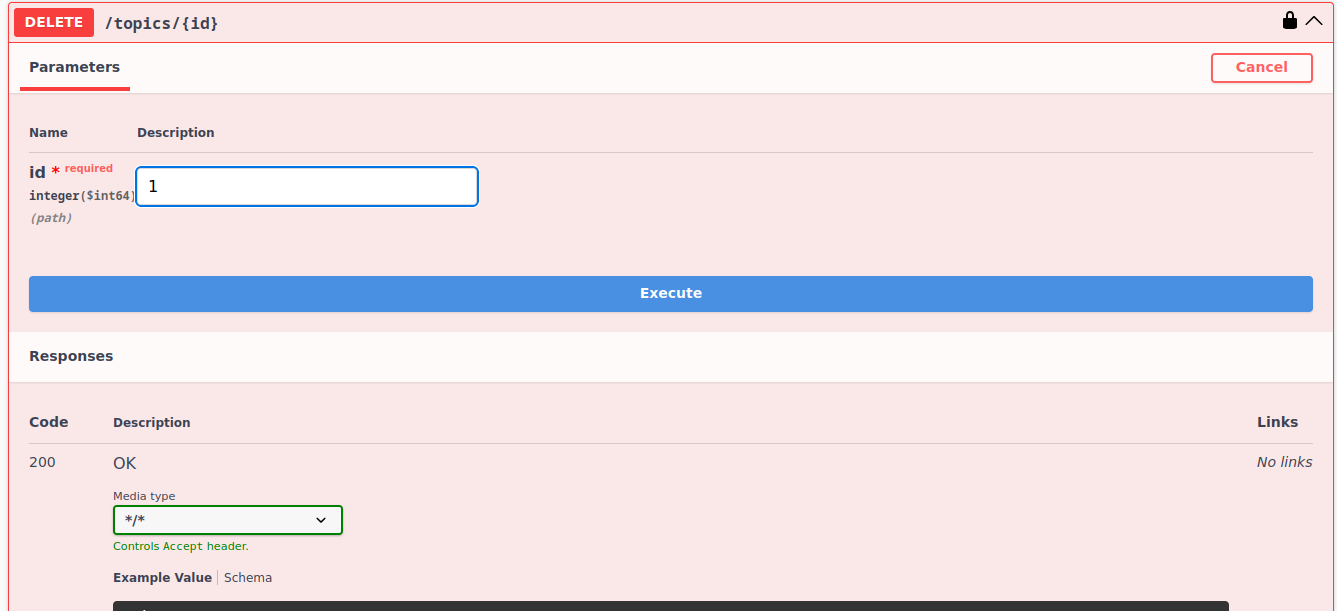 DELETE /topics/{id}
Parameters Cancel
Name Description
id * required
integer($int64)
(path)
1
Execute
Responses
Code Description Links
200 OK No links
Media type
*/*
Controls Accept header.
Example Value Schema